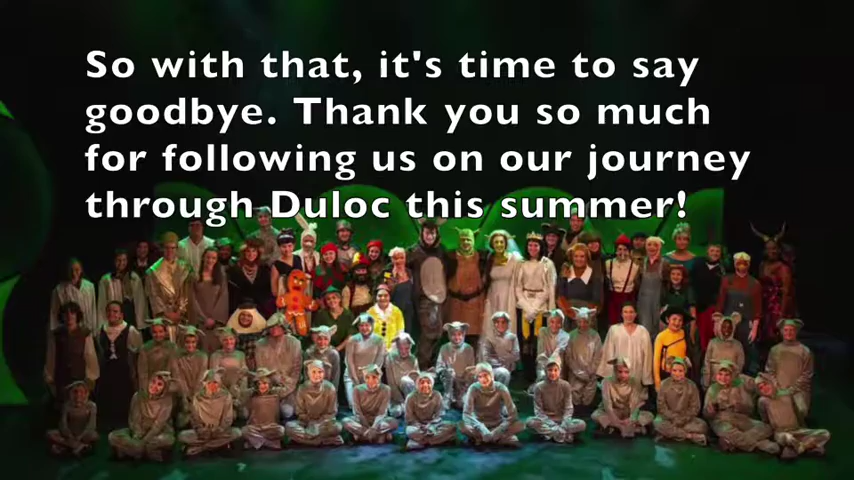 So with that, it's time to say
goodbye. Thank you so much
for following us on our journey
through Duloc this summer!